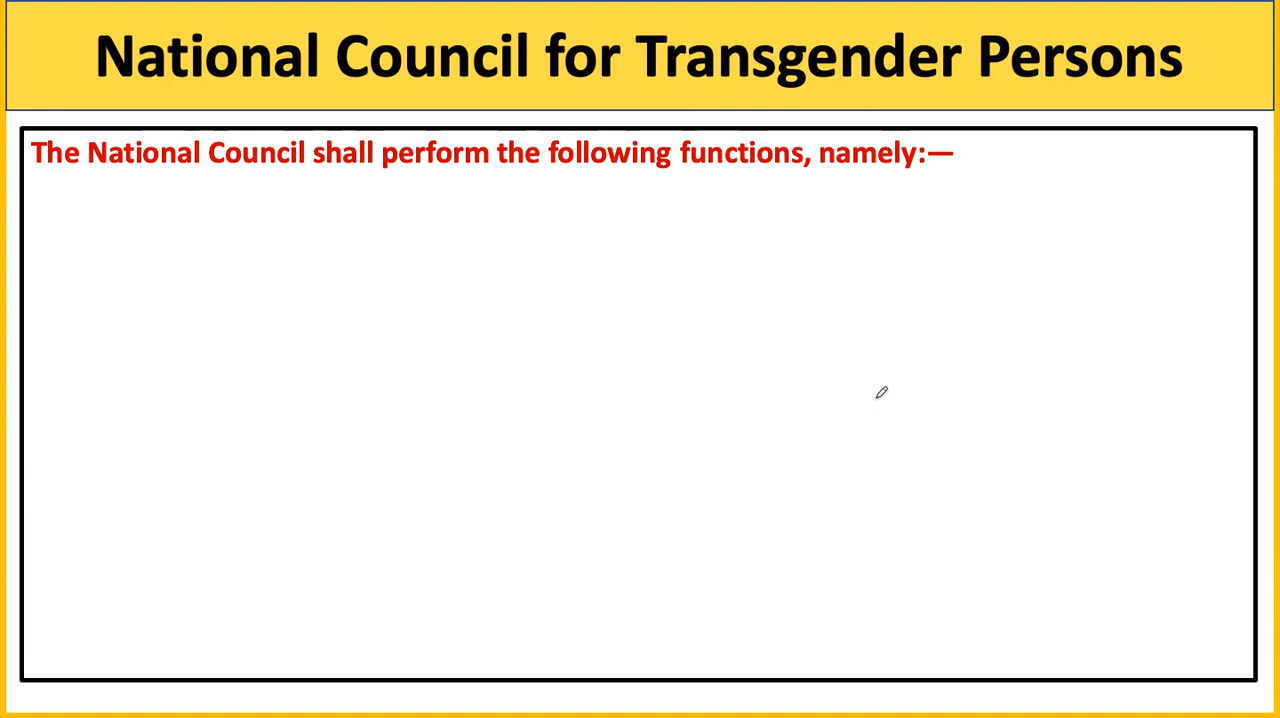 National Council for Transgender Persons
The National Council shall perform the following functions, namely:—